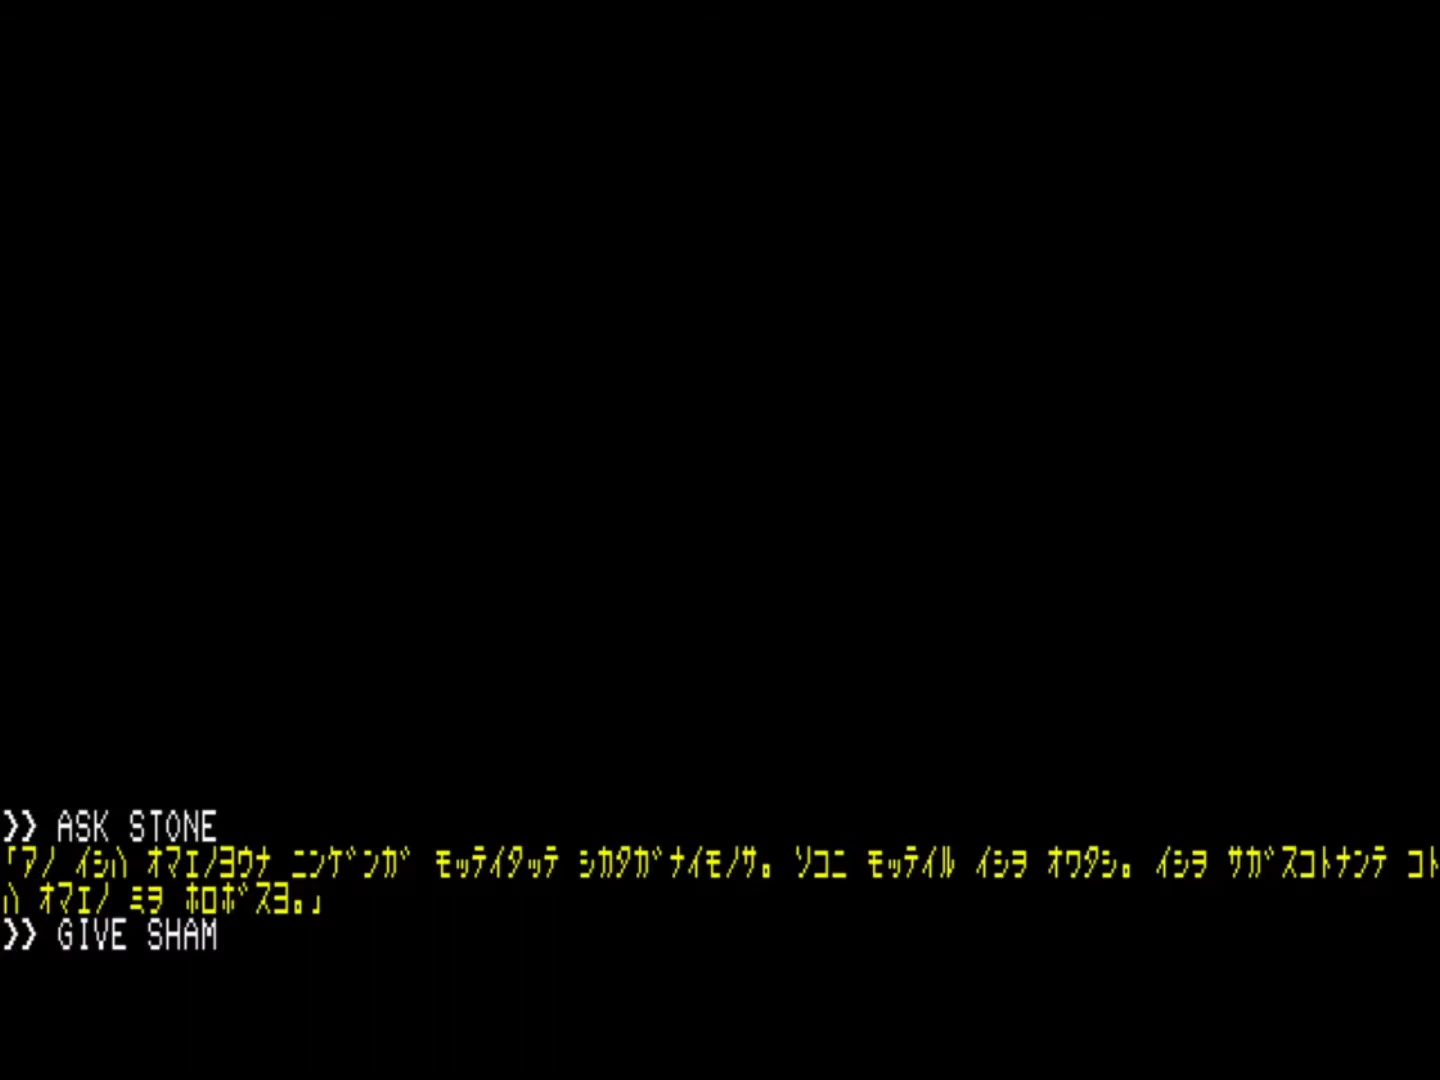 》 ASK STONE
「アノ イシハ オマエノヨウナ ニンゲンガ モッテイタッテ シカタガナイモノサ。 ソコニ モッテイル イシヲ オワタシ。 イシヲ サガスコトナンテ コト
ハ オマエノ ミヲ ホロボスヨ。」
》 GIVE SHAM